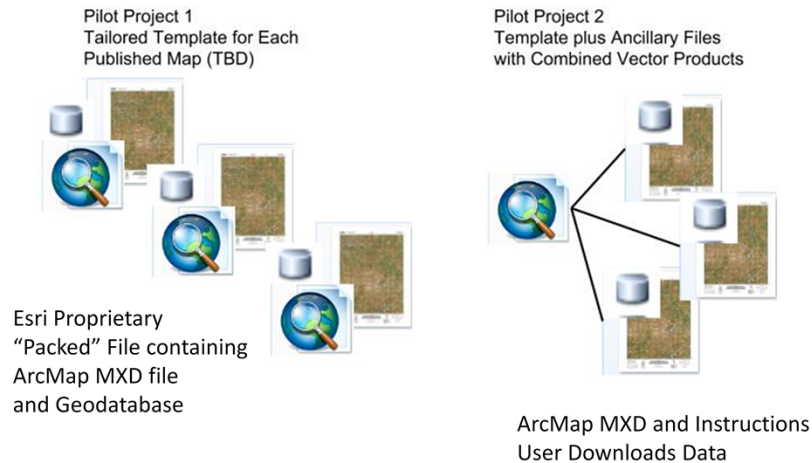 Pilot Project 1
Tailored Template for Each
Published Map (TBD)
Esri Proprietary
“Packed” File containing
ArcMap MXD file
and Geodatabase
Pilot Project 2
Template plus Ancillary Files
with Combined Vector Products
ArcMap MXD and Instructions
User Downloads Data